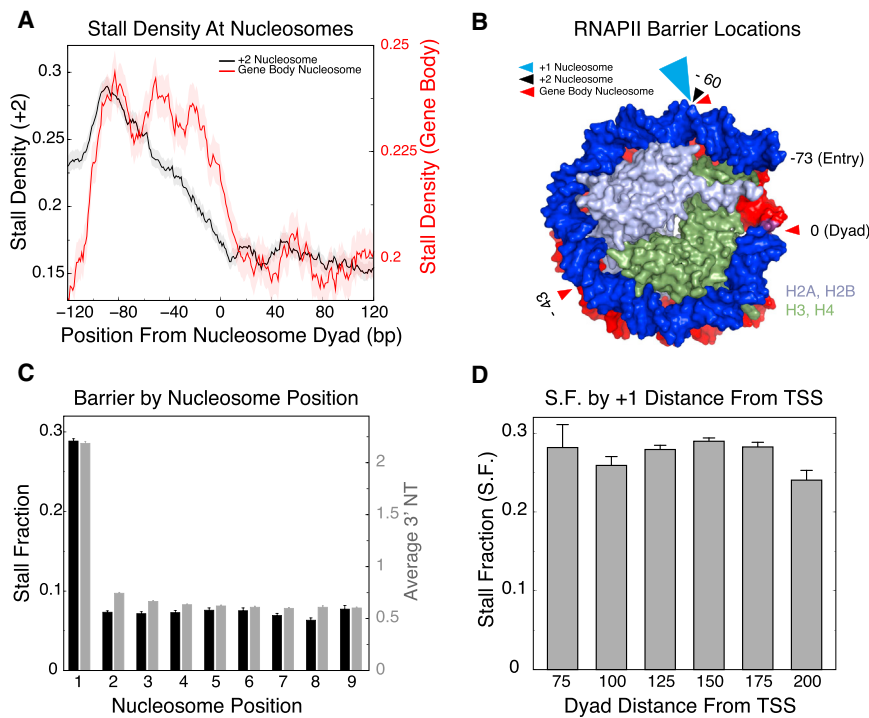 A
Stall Density At Nucleosomes
+2 Nucleosome
Gene Body Nucleosome
0.3
0.25
0.2
0.15
Stall Density (+2)
0.25
0.225
0.2
Stall Density (Gene Body)
−120 −80 −40 0 40 80 120
Position From Nucleosome Dyad (bp)
B
RNAPII Barrier Locations
+1 Nucleosome
+2 Nucleosome
Gene Body Nucleosome
- 60
-73 (Entry)
0 (Dyad)
- 43
H2A, H2B
H3, H4
C
Barrier by Nucleosome Position
0.3
0.2
0.1
0
Stall Fraction
2
1.5
1
0.5
0
Average 3' NT
1 2 3 4 5 6 7 8 9
Nucleosome Position
D
S.F. by +1 Distance From TSS
0.3
0.2
0.1
0
Stall Fraction (S.F.)
75 100 125 150 175 200
Dyad Distance From TSS